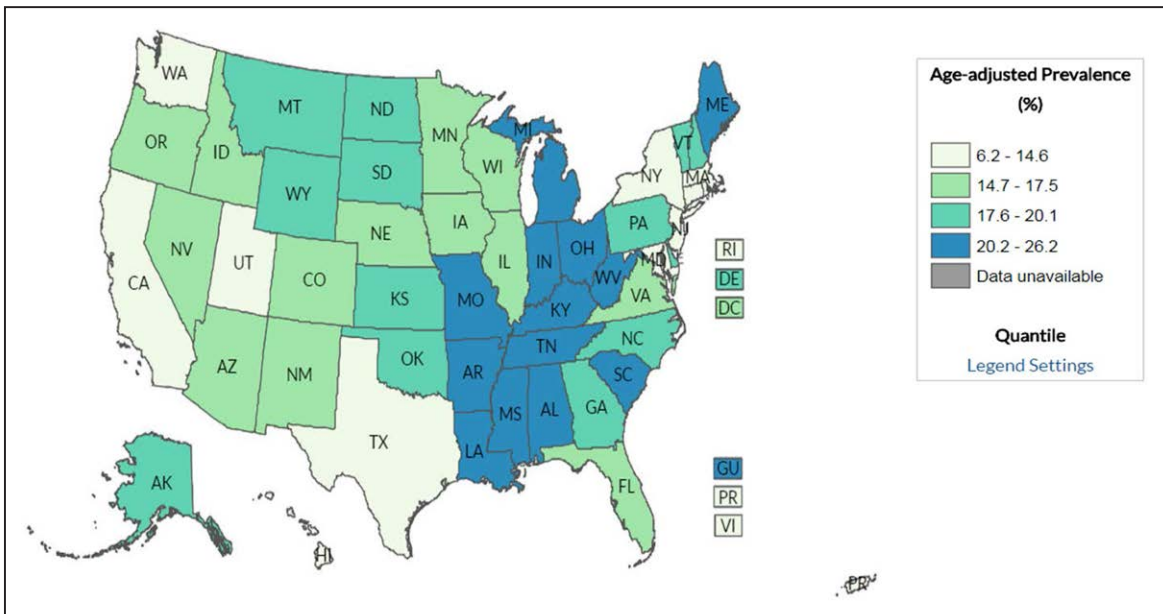 WA
MT
ND
MN
MI
ME
VT
OR
ID
WI
NY
MA
SD
WY
IA
PA
NE
NJ
NV
UT
IL
IN
OH
MD
E
CA
CO
KS
MO
WV
VA
KY
NC
TN
AZ
NM
OK
AR
SC
MS
AL
GA
TX
LA
FL
AK
HI
RI
DE
DC
GU
PR
VI
PR
Age-adjusted Prevalence
(%)
6.2 - 14.6
14.7 - 17.5
17.6 - 20.1
20.2 - 26.2
Data unavailable
Quantile
Legend Settings